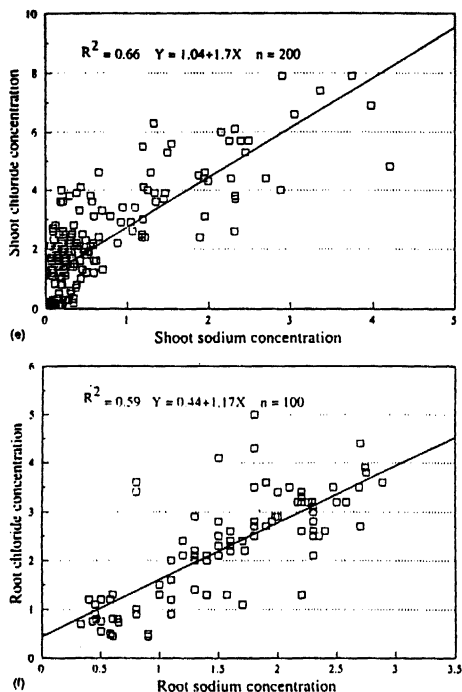 10
8
6
4
2
0
R² = 0.66 Y = 1.04+1.7X n = 200
Shoot chloride concentration
0 1 2 3 4 5
(e) Shoot sodium concentration
6
5
4
3
2
1
0
R² = 0.59 Y = 0.44+1.17X n = 100
Root chloride concentration
0 0.5 1 1.5 2 2.5 3 3.5
(f) Root sodium concentration